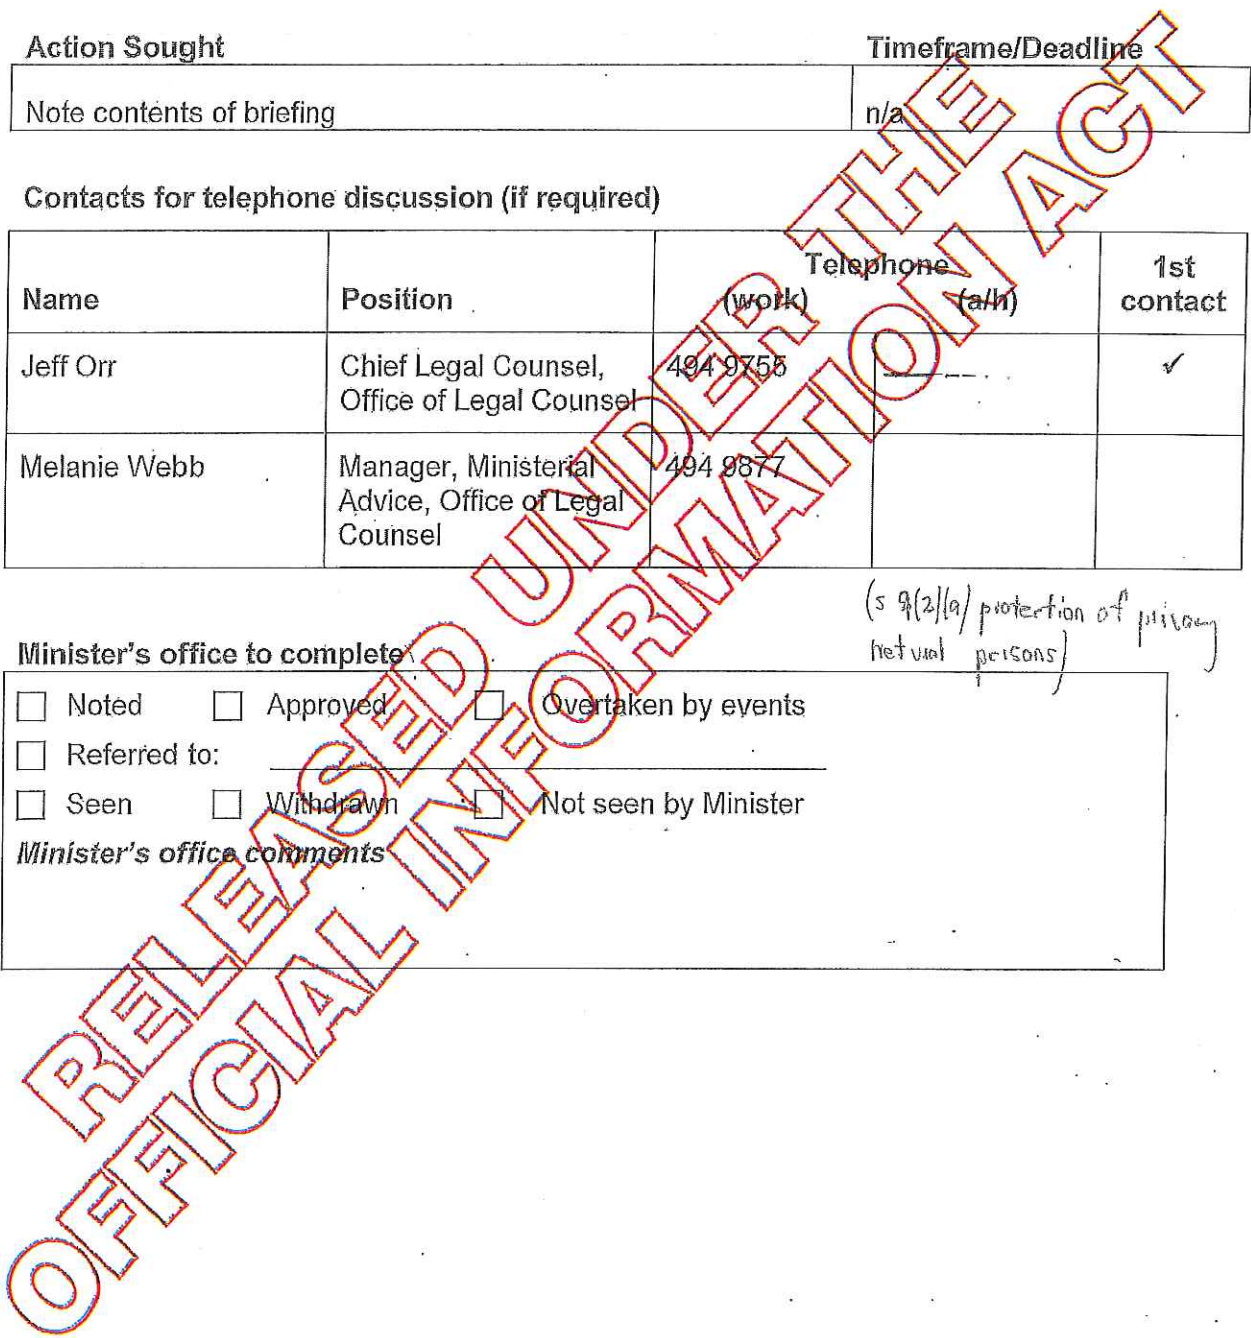 Action Sought Timeframe/Deadline
Note contents of briefing n/a
Contacts for telephone discussion (if required)
Name Position Telephone (work) (a/h) 1st contact
Jeff Orr Chief Legal Counsel, 494 9755 ✓
Office of Legal Counsel
Melanie Webb Manager, Ministerial 494 9877
Advice, Office of Legal
Counsel
(s 9(2)(a) protection of privacy
natural persons)
Minister's office to complete
☐ Noted ☐ Approved ☐ Overtaken by events
☐ Referred to:
☐ Seen ☐ Withdrawn ☐ Not seen by Minister
Minister's office comments
RELEASED UNDER THE
OFFICIAL INFORMATION ACT